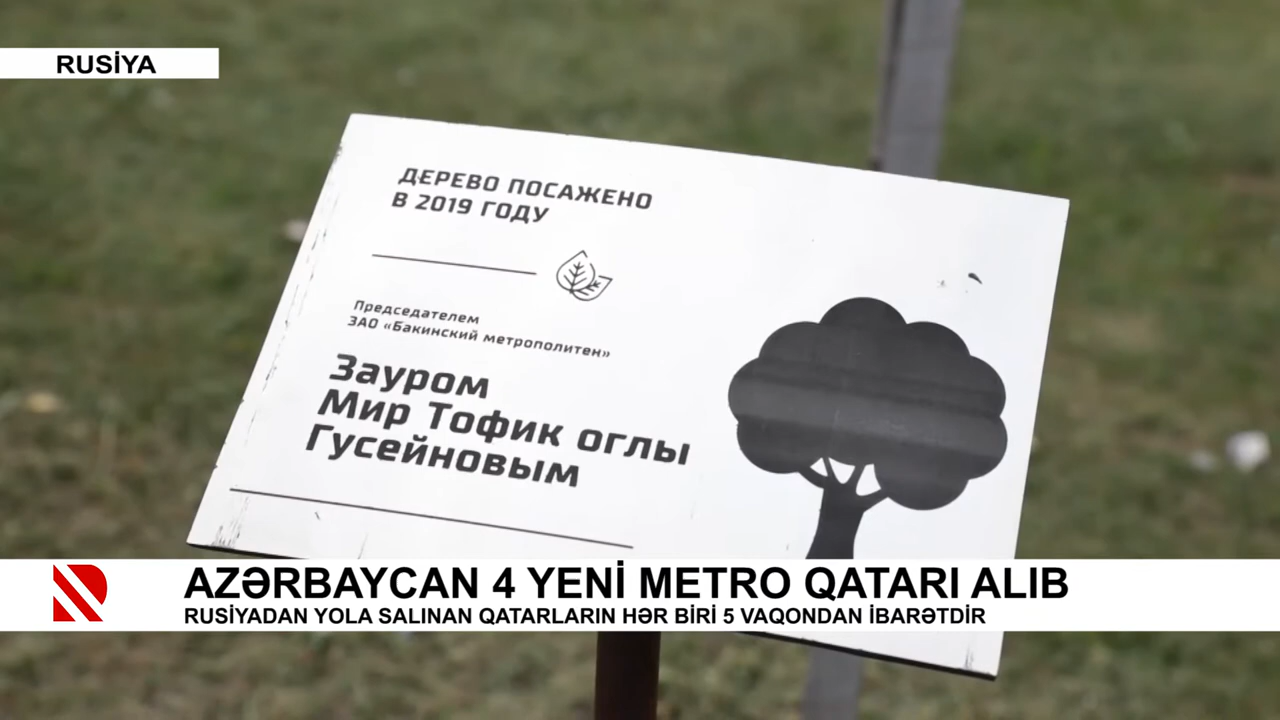 RUSİYA
ДЕРЕВО ПОСАЖЕНО
В 2019 ГОДУ
Председателем
ЗАО «Бакинский метрополитен»
Зауром
Мир Тофик оглы
Гусейновым
AZƏRBAYCAN 4 YENİ METRO QATARI ALIB
RUSİYADAN YOLA SALINAN QATARLARIN HƏR BİRİ 5 VAQONDAN İBARƏTDİR